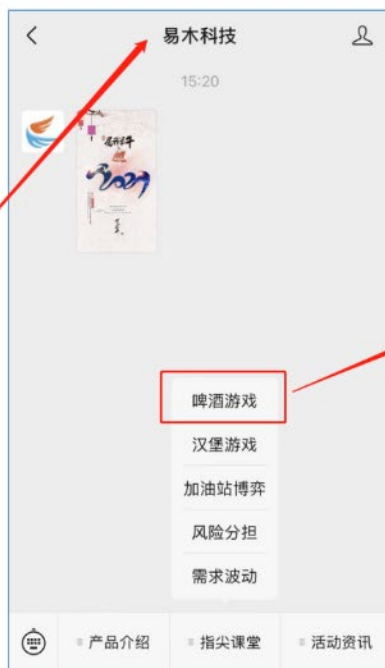 易木科技
15:20
2021
啤酒游戏
汉堡游戏
加油站博弈
风险分担
需求波动
产品介绍
指尖课堂
活动资讯